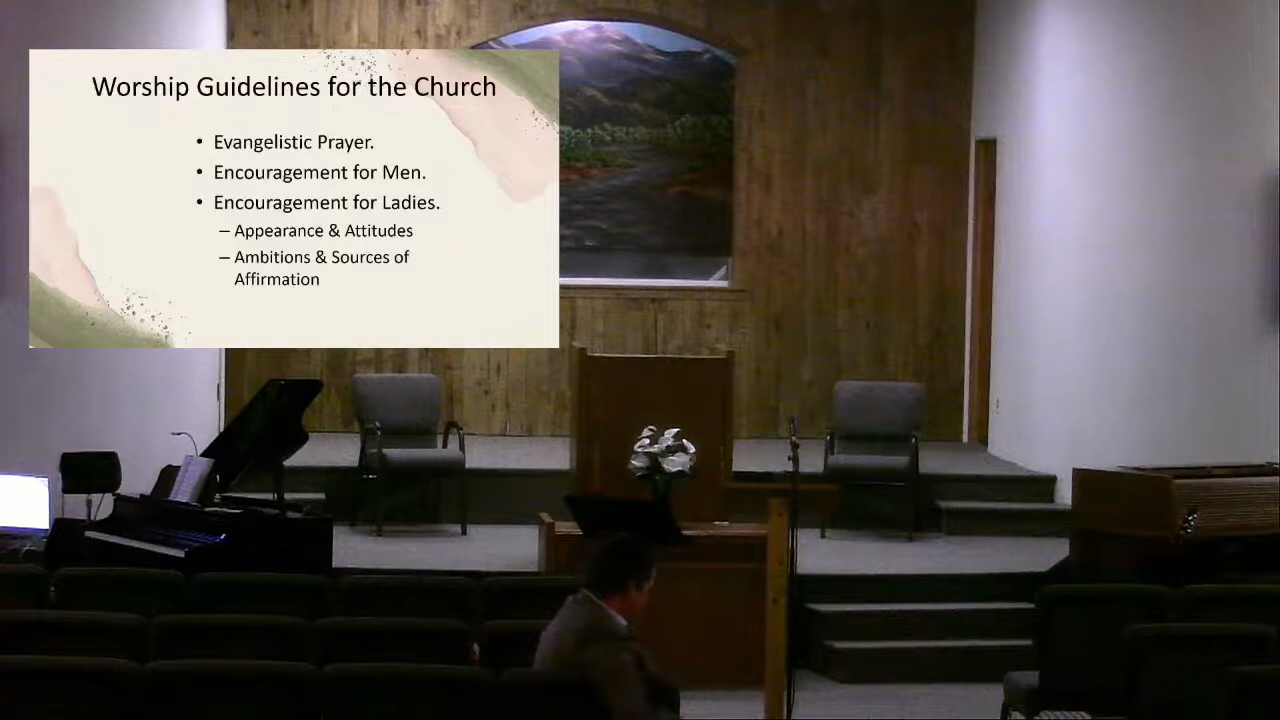 Worship Guidelines for the Church
• Evangelistic Prayer.
• Encouragement for Men.
• Encouragement for Ladies.
– Appearance & Attitudes
– Ambitions & Sources of
Affirmation